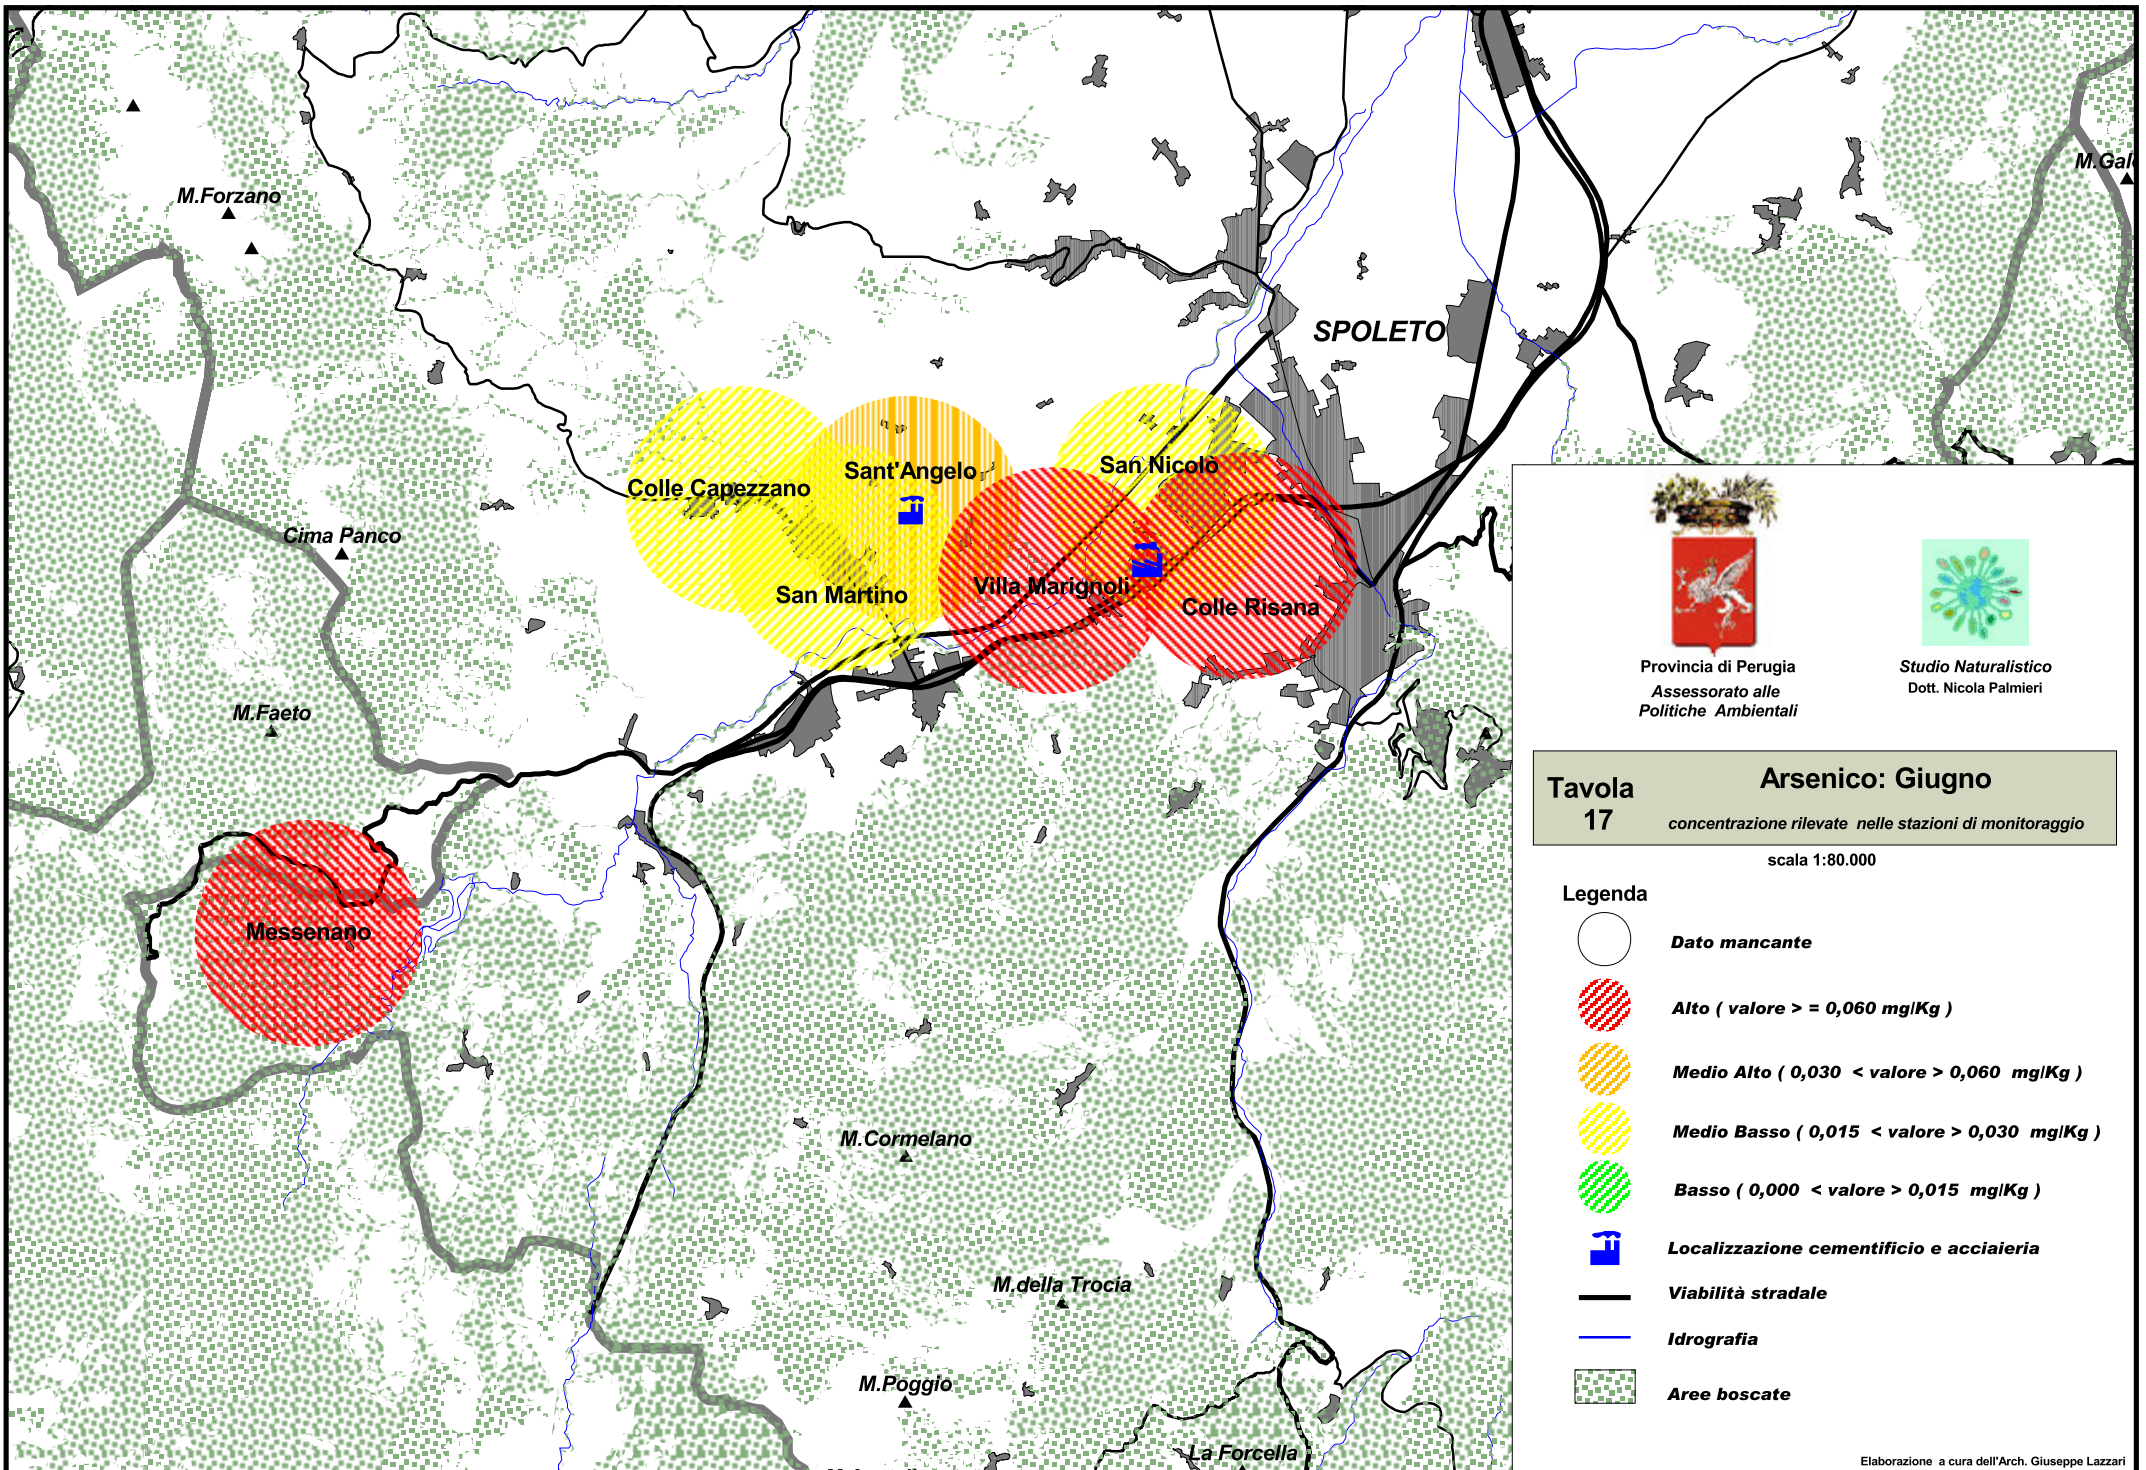 M.Forzano
M.Gal
SPOLETO
Sant'Angelo
San Nicolò
Colle Capezzano
Cima Panco
San Martino
Villa Marignoli
Colle Risana
M.Faeto
Messenano
M.Cormelano
M.della Trocia
M.Poggio
La Forcella
Provincia di Perugia
Assessorato alle
Politiche Ambientali
Studio Naturalistico
Dott. Nicola Palmieri
Tavola
17
Arsenico: Giugno
concentrazione rilevate nelle stazioni di monitoraggio
scala 1:80.000
Legenda
Dato mancante
Alto ( valore > = 0,060 mg/Kg )
Medio Alto ( 0,030 < valore > 0,060 mg/Kg )
Medio Basso ( 0,015 < valore > 0,030 mg/Kg )
Basso ( 0,000 < valore > 0,015 mg/Kg )
Localizzazione cementificio e acciaieria
Viabilità stradale
Idrografia
Aree boscate
Elaborazione a cura dell'Arch. Giuseppe Lazzari